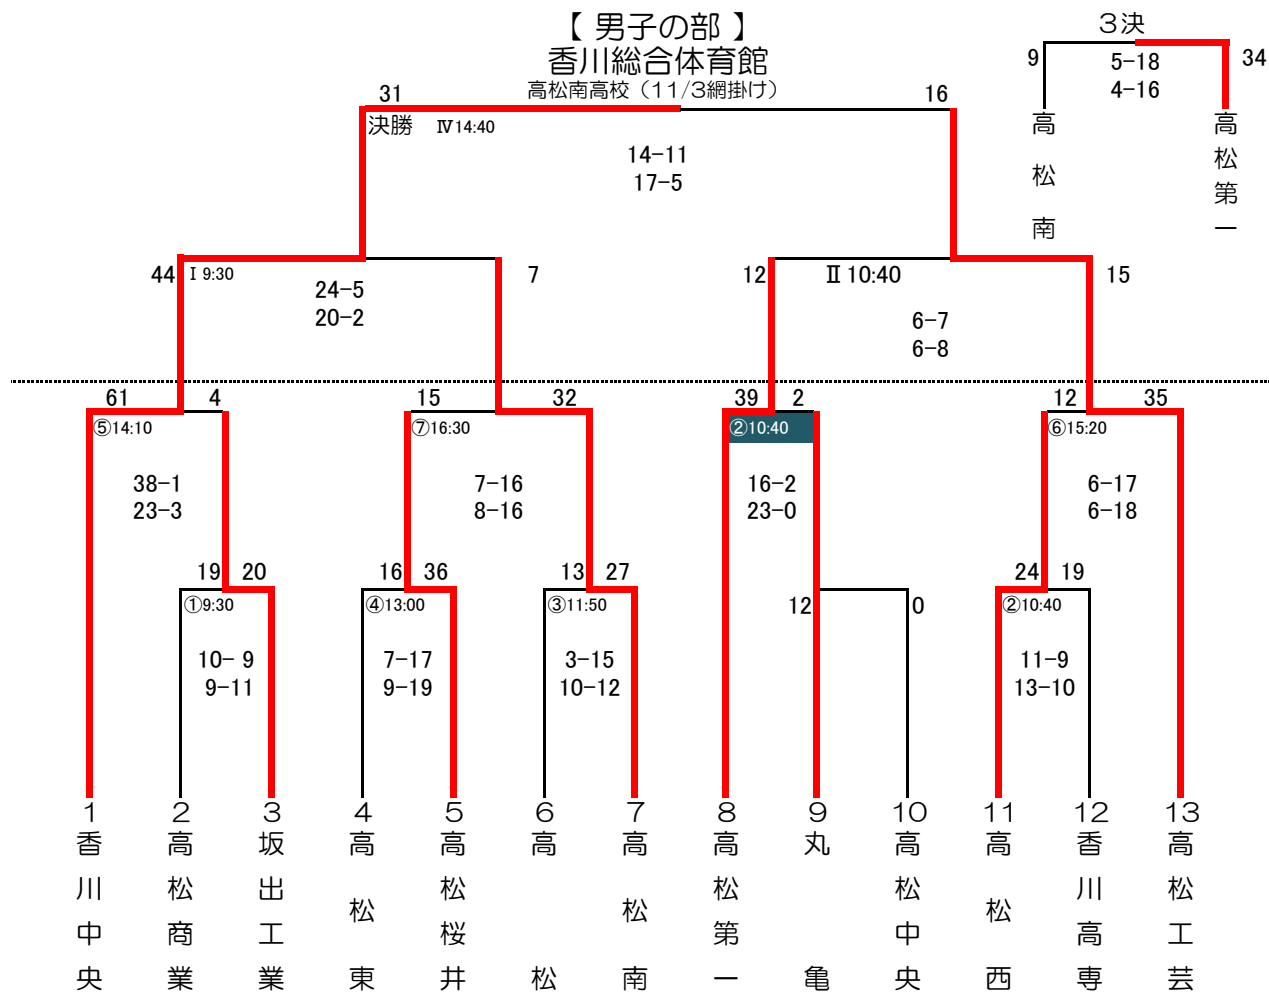 【 男子の部 】
香川総合体育館
高松南高校（11/3網掛け）
3決
9 34
5-18
4-16
高松南
高松第一
31 16
決勝 Ⅳ14:40
14-11
17-5
44 Ⅰ9:30 7
24-5
20-2
12 Ⅱ10:40 15
6-7
6-8
61 4
⑤14:10
38-1
23-3
15 32
⑦16:30
7-16
8-16
39 2
②10:40
16-2
23-0
12 35
⑥15:20
6-17
6-18
19 20
①9:30
10- 9
9-11
16 36
④13:00
7-17
9-19
13 27
③11:50
3-15
10-12
12 0
24 19
②10:40
11-9
13-10
1 香川中央
2 高松商業
3 坂出工業
4 高松東
5 高松桜井
6 高松
7 高松南
8 高松第一
9 丸亀
10 高松中央
11 高松西
12 香川高専
13 高松工芸